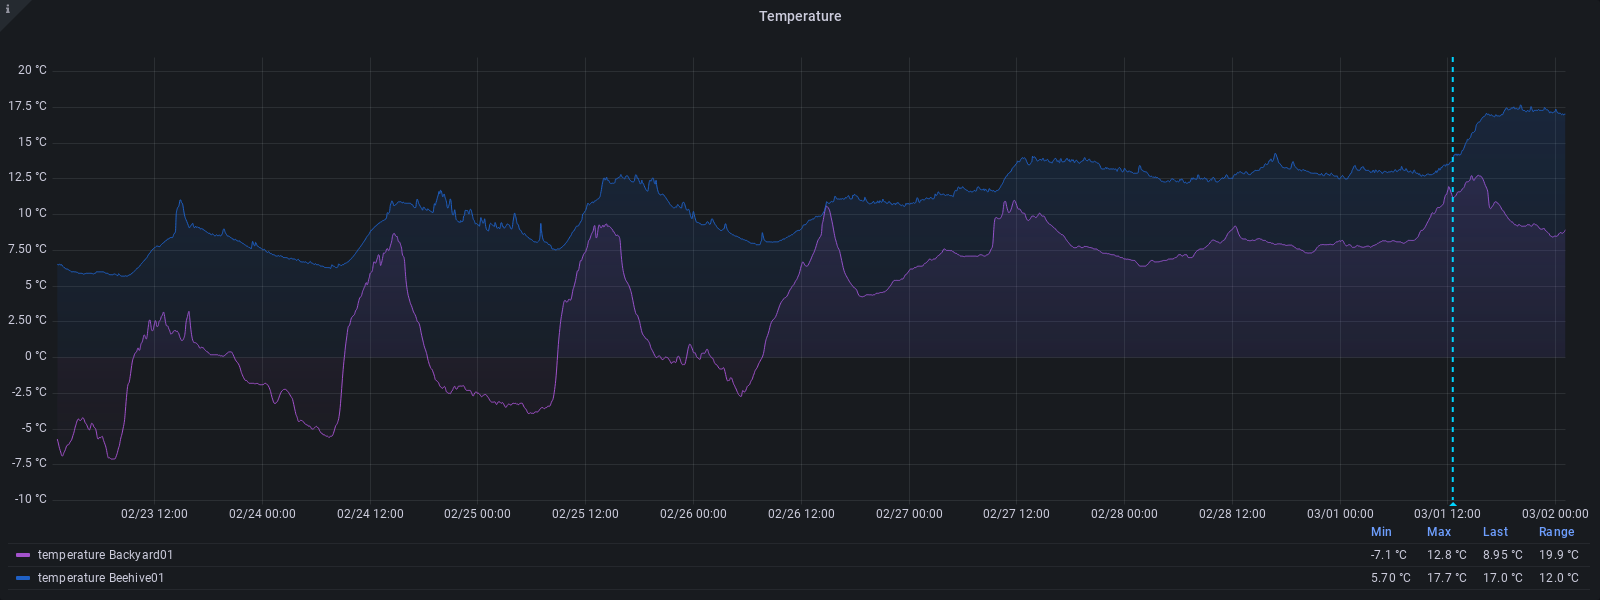 i
Temperature
20 °C
17.5 °C
15 °C
12.5 °C
10 °C
7.50 °C
5 °C
2.50 °C
0 °C
-2.5 °C
-5 °C
-7.5 °C
-10 °C
02/23 12:00 02/24 00:00 02/24 12:00 02/25 00:00 02/25 12:00 02/26 00:00 02/26 12:00 02/27 00:00 02/27 12:00 02/28 00:00 02/28 12:00 03/01 00:00 03/01 12:00 03/02 00:00
Min Max Last Range
temperature Backyard01 -7.1 °C 12.8 °C 8.95 °C 19.9 °C
temperature Beehive01 5.70 °C 17.7 °C 17.0 °C 12.0 °C